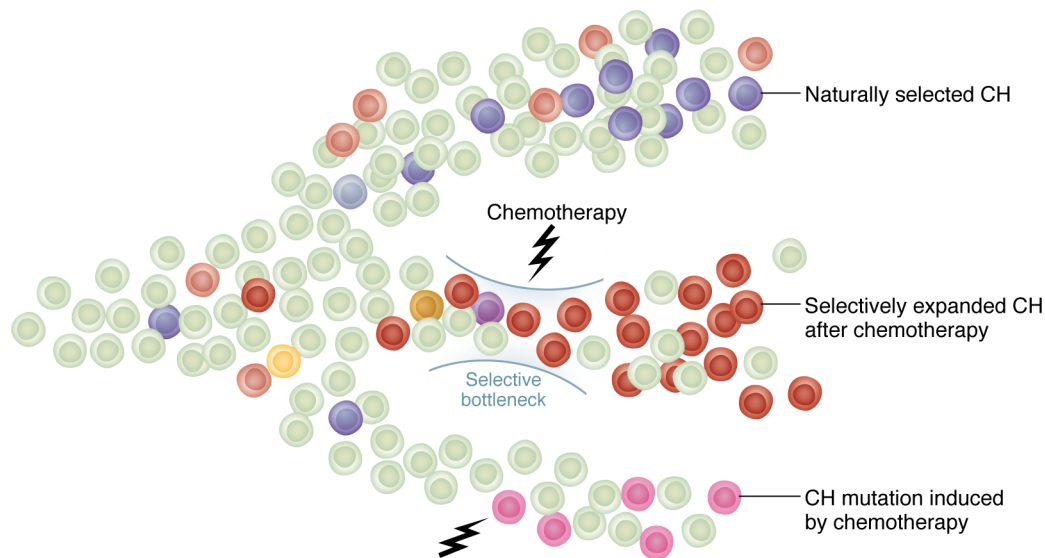 Naturally selected CH
Chemotherapy
Selectively expanded CH
after chemotherapy
Selective
bottleneck
CH mutation induced
by chemotherapy